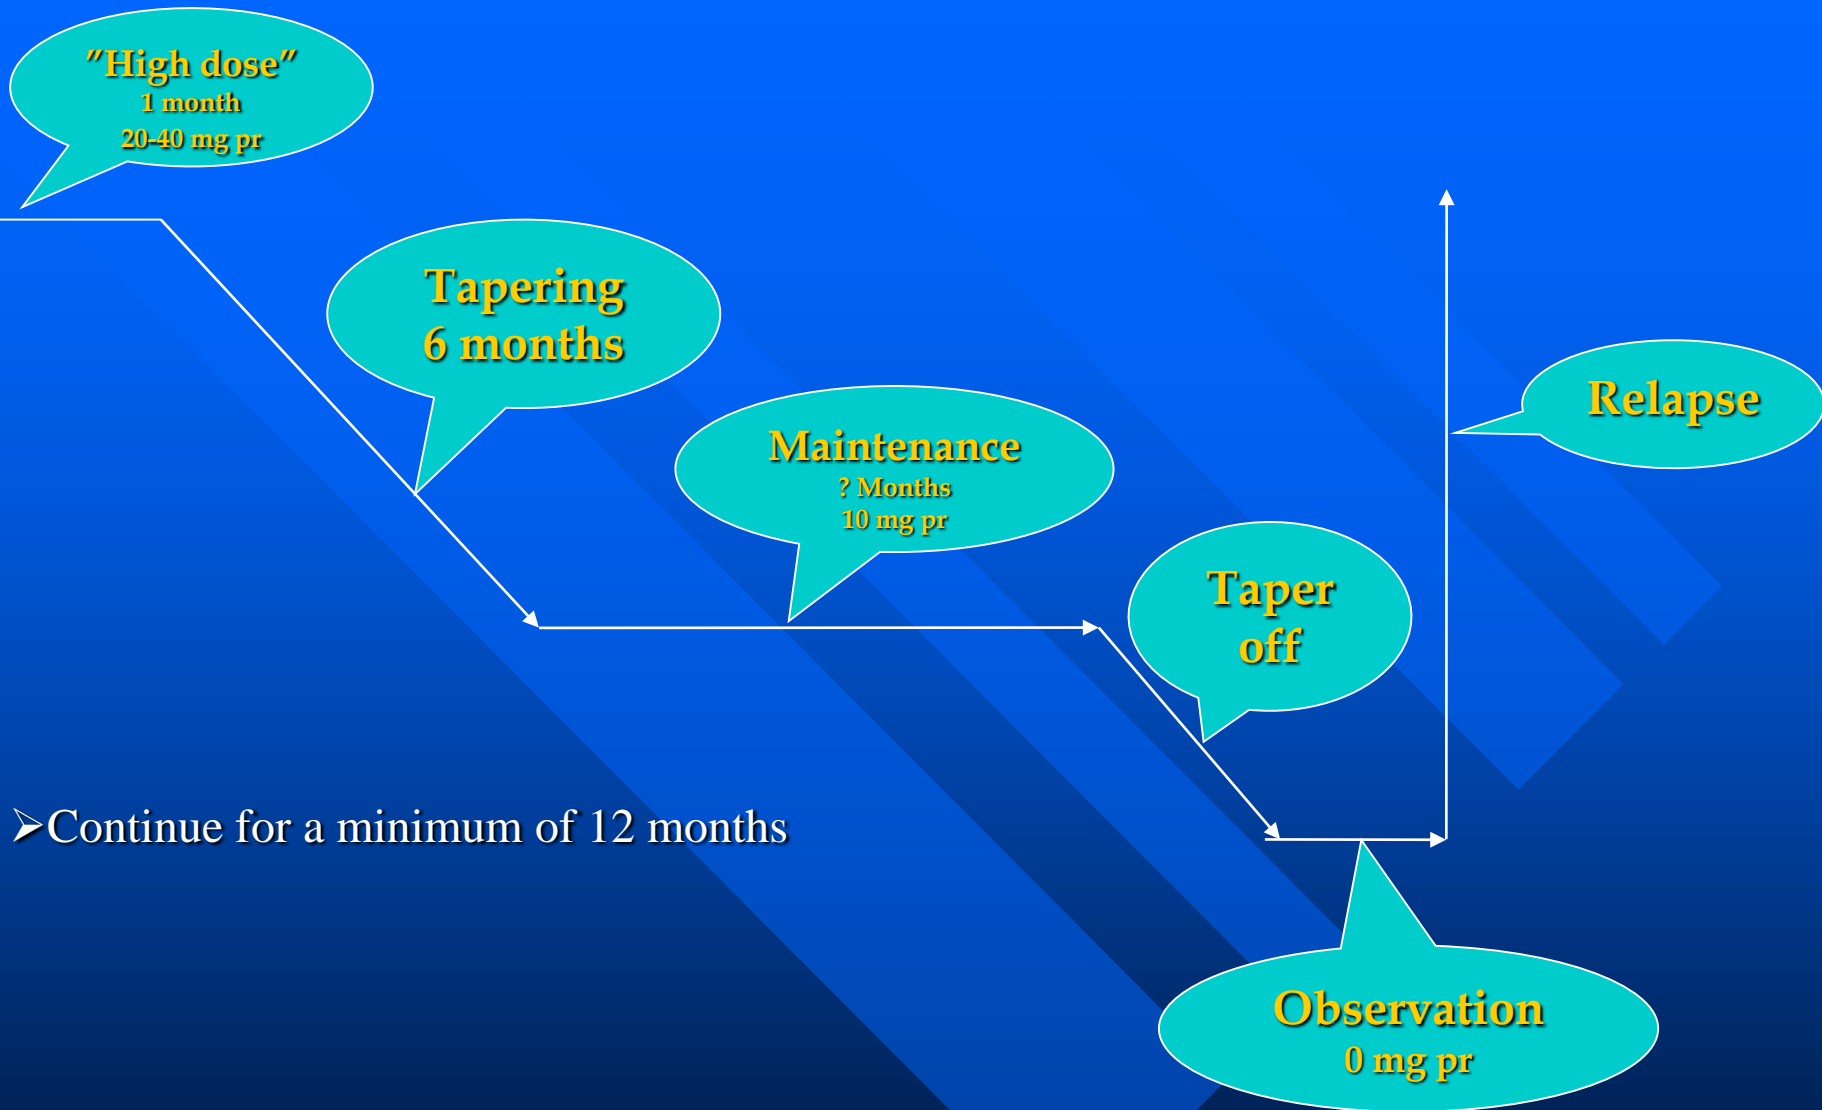 ”High dose”
1 month
20-40 mg pr
Tapering
6 months
Maintenance
? Months
10 mg pr
Relapse
Taper
off
➢Continue for a minimum of 12 months
Observation
0 mg pr